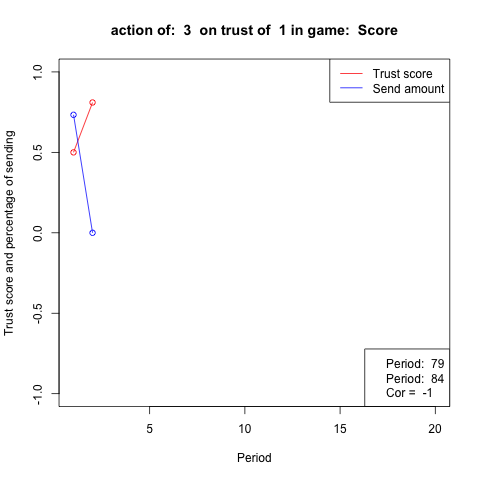 action of:  3  on trust of  1 in game:  Score
Trust score
Send amount
Trust score and percentage of sending
1.0
0.5
0.0
-0.5
-1.0
Period:  79
Period:  84
Cor =  -1
5 10 15 20
Period